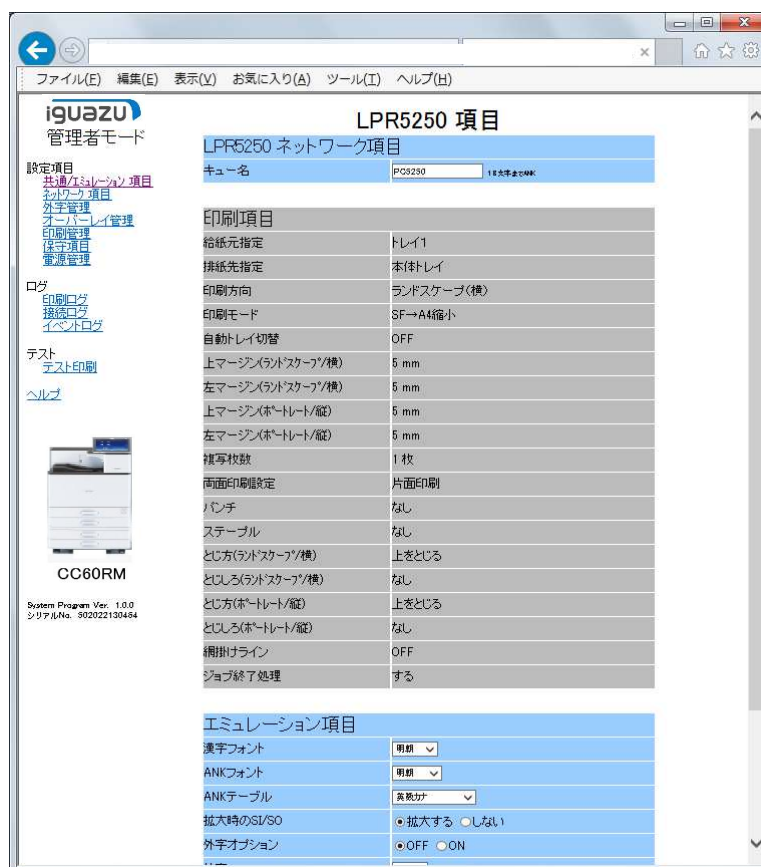 ファイル(F) 編集(E) 表示(V) お気に入り(A) ツール(T) ヘルプ(H)
iguazu
管理者モード
設定項目
共通/エミュレーション 項目
ネットワーク 項目
外字管理
オーバーレイ管理
印刷管理
保守項目
電源管理
ログ
印刷ログ
接続ログ
イベントログ
テスト
テスト印刷
ヘルプ
CC60RM
System Program Ver. 1.0.0
シリアルNo. 502022130454
LPR5250 項目
LPR5250 ネットワーク項目
キュー名 PC5250
印刷項目
給紙元指定 トレイ1
排紙先指定 本体トレイ
印刷方向 ランドスケープ(横)
印刷モード SF→A4縮小
自動トレイ切替 OFF
上マージン(ランドスケープ/横) 5 mm
左マージン(ランドスケープ/横) 5 mm
上マージン(ポートレート/縦) 5 mm
左マージン(ポートレート/縦) 5 mm
複写枚数 1 枚
両面印刷設定 片面印刷
パンチ なし
ステープル なし
とじ方(ランドスケープ/横) 上をとじる
とじしろ(ランドスケープ/横) なし
とじ方(ポートレート/縦) 上をとじる
とじしろ(ポートレート/縦) なし
網掛けライン OFF
ジョブ終了処理 する
エミュレーション項目
漢字フォント 明朝
ANKフォント 明朝
ANKテーブル 英数カナ
拡大時のSI/SO 拡大する しない
外字オプション OFF ON